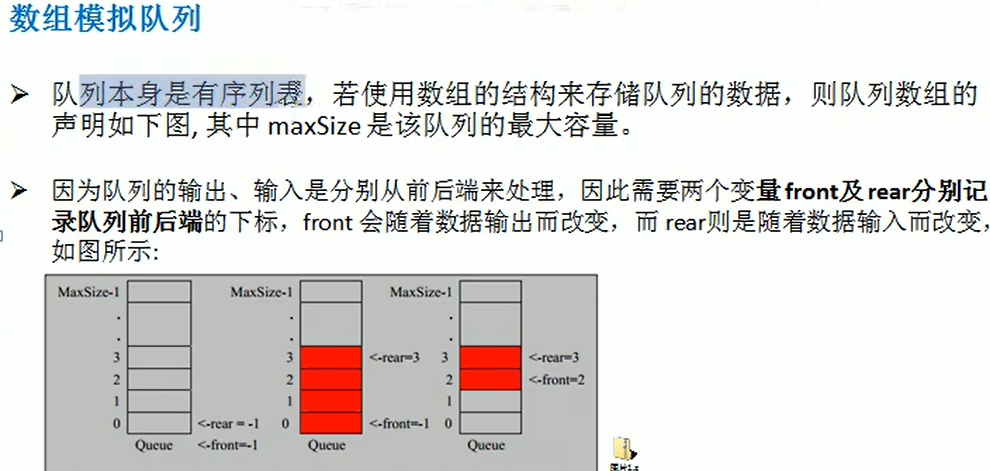 数组模拟队列
➢ 队列本身是有序列表，若使用数组的结构来存储队列的数据，则队列数组的
声明如下图, 其中 maxSize 是该队列的最大容量。
➢ 因为队列的输出、输入是分别从前后端来处理，因此需要两个变量front及rear分别记
录队列前后端的下标，front 会随着数据输出而改变，而 rear则是随着数据输入而改变，
如图所示:
MaxSize-1 MaxSize-1 MaxSize-1
. . .
. . .
3 3 <-rear=3 3 <-rear=3
2 2 2 <-front=2
1 1 1
0 <-rear = -1 0 <-front=-1 0
Queue <-front=-1 Queue Queue